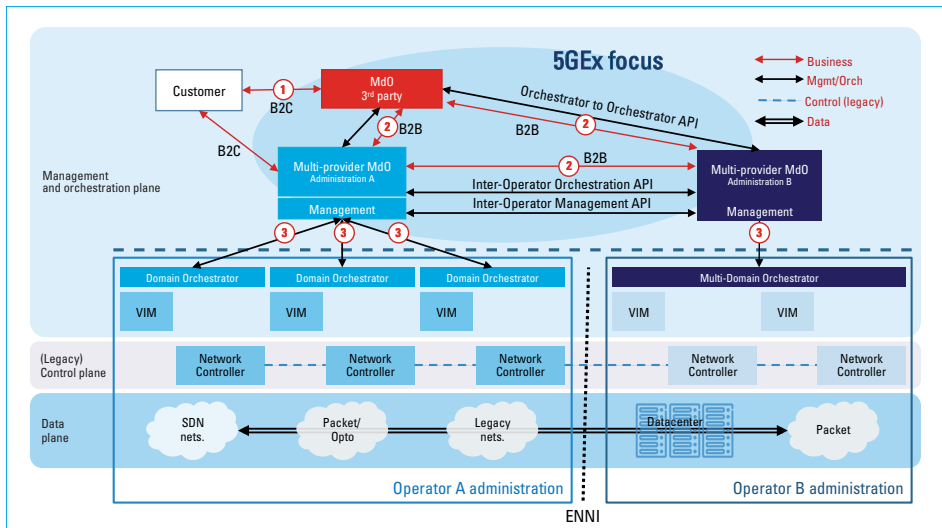 5GEx focus
Business
Mgmt/Orch
Control (legacy)
Data
Customer
1
B2C
MdO
3rd party
Orchestrator to Orchestrator API
2
B2B
2
B2B
B2C
Management
and orchestration plane
Multi-provider MdO
Administration A
Management
2
B2B
Inter-Operator Orchestration API
Inter-Operator Management API
Multi-provider MdO
Administration B
Management
3
3
3
3
Domain Orchestrator
Domain Orchestrator
Domain Orchestrator
Multi-Domain Orchestrator
VIM
VIM
VIM
VIM
VIM
(Legacy)
Control plane
Network
Controller
Network
Controller
Network
Controller
Network
Controller
Network
Controller
Data
plane
SDN
nets.
Packet/
Opto
Legacy
nets.
Datacenter
Packet
Operator A administration
Operator B administration
ENNI